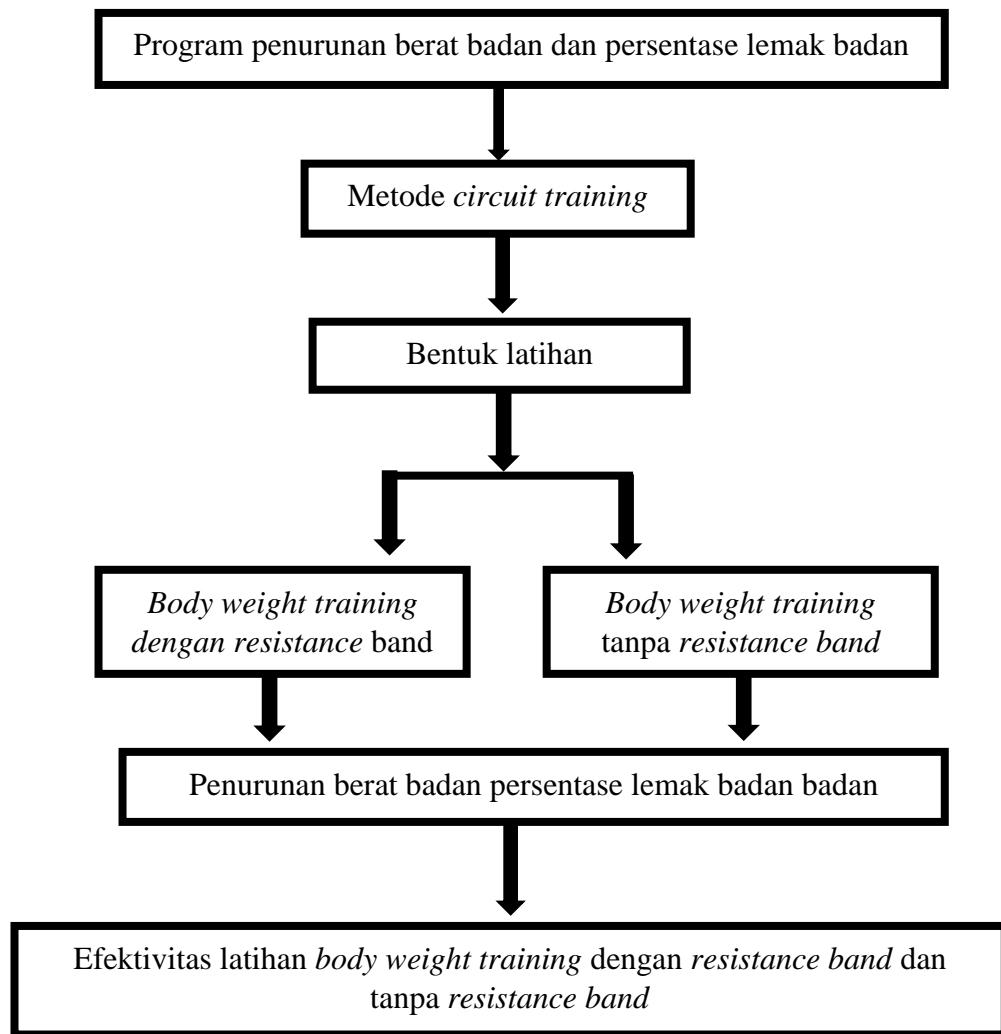 Program penurunan berat badan dan persentase lemak badan
Metode circuit training
Bentuk latihan
Body weight training
dengan resistance band
Body weight training
tanpa resistance band
Penurunan berat badan persentase lemak badan badan
Efektivitas latihan body weight training dengan resistance band dan
tanpa resistance band